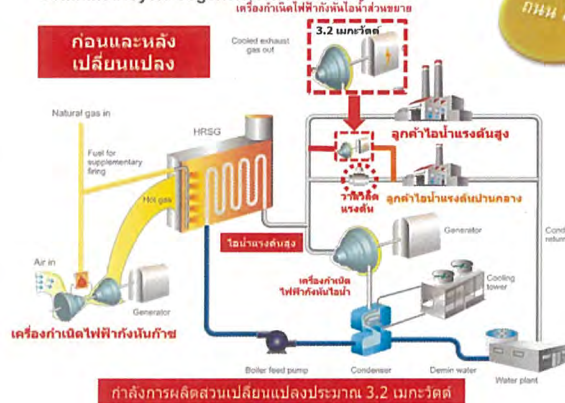 เครื่องกำเนิดไฟฟ้ากังหันไอน้ำส่วนขยาย
ถนน
ก่อนและหลัง
เปลี่ยนแปลง
Cooled exhaust
gas out
3.2 เมกะวัตต์
Natural gas in
HRSG
ลูกค้าไอน้ำแรงดันสูง
Fuel for
supplementary
firing
Hot gas
วาล์วลด
แรงดัน
ลูกค้าไอน้ำแรงดันปานกลาง
ไอน้ำแรงดันสูง
Generator
Cond
return
Air in
เครื่องกำเนิด
ไฟฟ้ากังหันไอน้ำ
Cooling
tower
Generator
เครื่องกำเนิดไฟฟ้ากังหันก๊าซ
Boiler feed pump
Condenser
Demin water
Water plant
กำลังการผลิตส่วนเปลี่ยนแปลงประมาณ 3.2 เมกะวัตต์